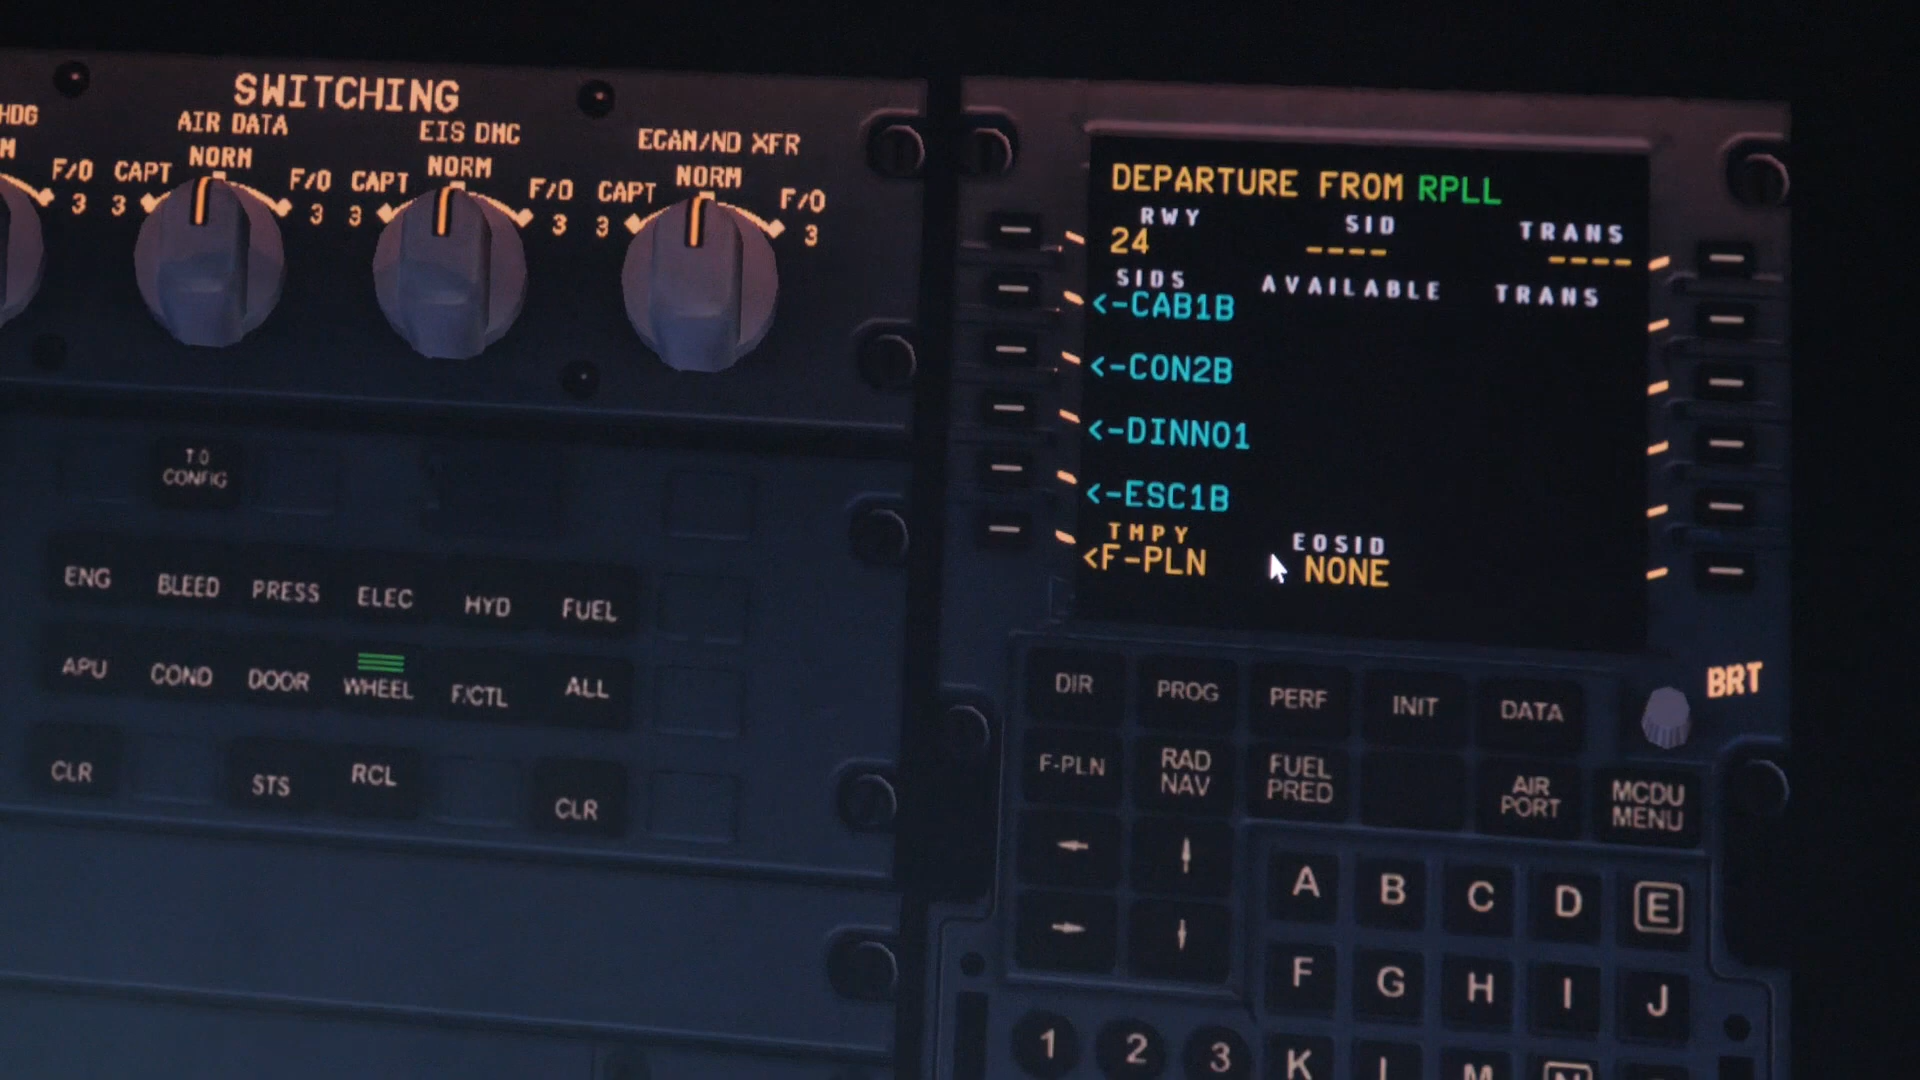 SWITCHING
HDG
AIR DATA
EIS DMC
ECAM/ND XFR
M
NORM
NORM
NORM
F/O
CAPT
F/O
CAPT
F/O
CAPT
F/O
3
3
3
3
3
3
3
DEPARTURE FROM RPLL
RWY SID TRANS
24 ---- ----
SIDS AVAILABLE TRANS
<-CAB1B
<-CON2B
<-DINNO1
<-ESC1B
TMPY EOSID
<F-PLN NONE
T.O
CONFIG
ENG BLEED PRESS ELEC HYD FUEL
APU COND DOOR WHEEL F/CTL ALL
CLR STS RCL CLR
BRT
DIR PROG PERF INIT DATA
F-PLN RAD NAV FUEL PRED AIR PORT MCDU MENU
A B C D E
F G H I J
1 2 3 K L M N